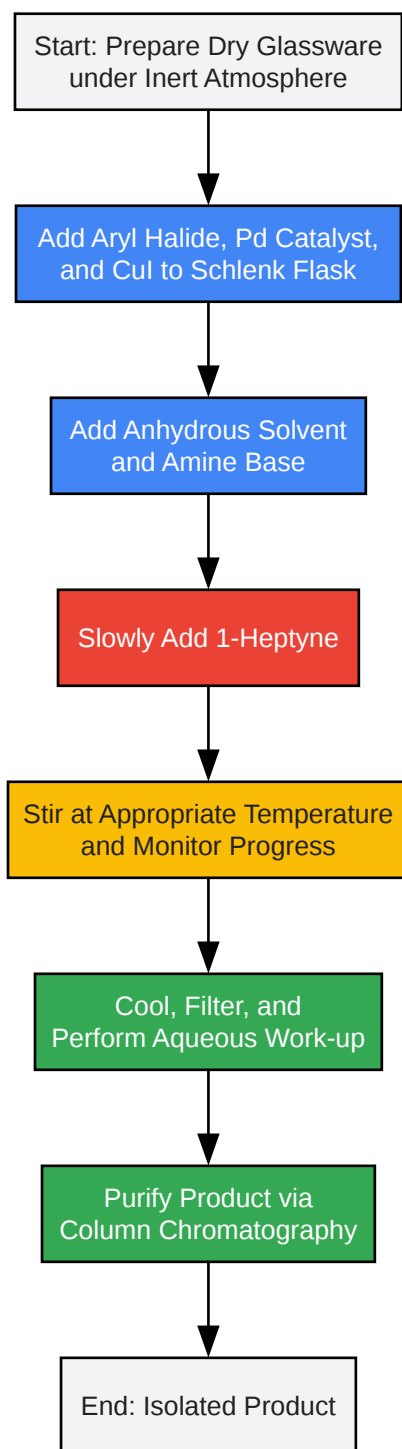 Start: Prepare Dry Glassware
under Inert Atmosphere
Add Aryl Halide, Pd Catalyst,
and CuI to Schlenk Flask
Add Anhydrous Solvent
and Amine Base
Slowly Add 1-Heptyne
Stir at Appropriate Temperature
and Monitor Progress
Cool, Filter, and
Perform Aqueous Work-up
Purify Product via
Column Chromatography
End: Isolated Product